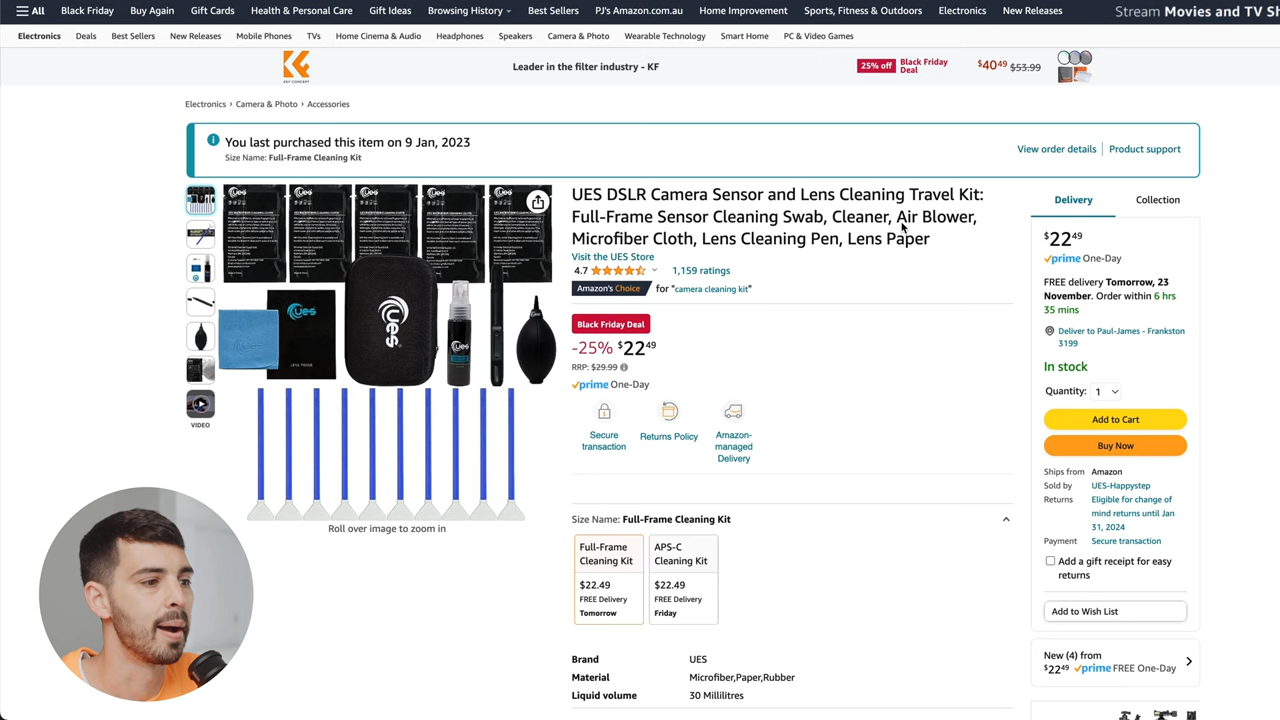 All Black Friday Buy Again Gift Cards Health & Personal Care Gift Ideas Browsing History Best Sellers PJ's Amazon.com.au Home Improvement Sports, Fitness & Outdoors Electronics New Releases Stream Movies and TV Sh
Electronics Deals Best Sellers New Releases Mobile Phones TVs Home Cinema & Audio Headphones Speakers Camera & Photo Wearable Technology Smart Home PC & Video Games
K&F CONCEPT
Leader in the filter industry - KF
25% off Black Friday Deal $40.49 $53.99
Electronics › Camera & Photo › Accessories
You last purchased this item on 9 Jan, 2023
Size Name: Full-Frame Cleaning Kit
View order details | Product support
UES DSLR Camera Sensor and Lens Cleaning Travel Kit:
Full-Frame Sensor Cleaning Swab, Cleaner, Air Blower,
Microfiber Cloth, Lens Cleaning Pen, Lens Paper
Visit the UES Store
4.7 1,159 ratings
Amazon's Choice for "camera cleaning kit"
Black Friday Deal
-25% $22.49
RRP: $29.99
prime One-Day
Secure transaction
Returns Policy
Amazon-managed Delivery
ues
ues
ues
ues
ues
ues
ues
VIDEO
Roll over image to zoom in
Size Name: Full-Frame Cleaning Kit
Full-Frame Cleaning Kit
$22.49
FREE Delivery
Tomorrow
APS-C Cleaning Kit
$22.49
FREE Delivery
Friday
Brand UES
Material Microfiber,Paper,Rubber
Liquid volume 30 Millilitres
Delivery Collection
$22.49
prime One-Day
FREE delivery Tomorrow, 23
November. Order within 6 hrs
35 mins
Deliver to Paul-James - Frankston
3199
In stock
Quantity: 1
Add to Cart
Buy Now
Ships from Amazon
Sold by UES-Happystep
Returns Eligible for change of
mind returns until Jan
31, 2024
Payment Secure transaction
Add a gift receipt for easy
returns
Add to Wish List
New (4) from
$22.49 prime FREE One-Day